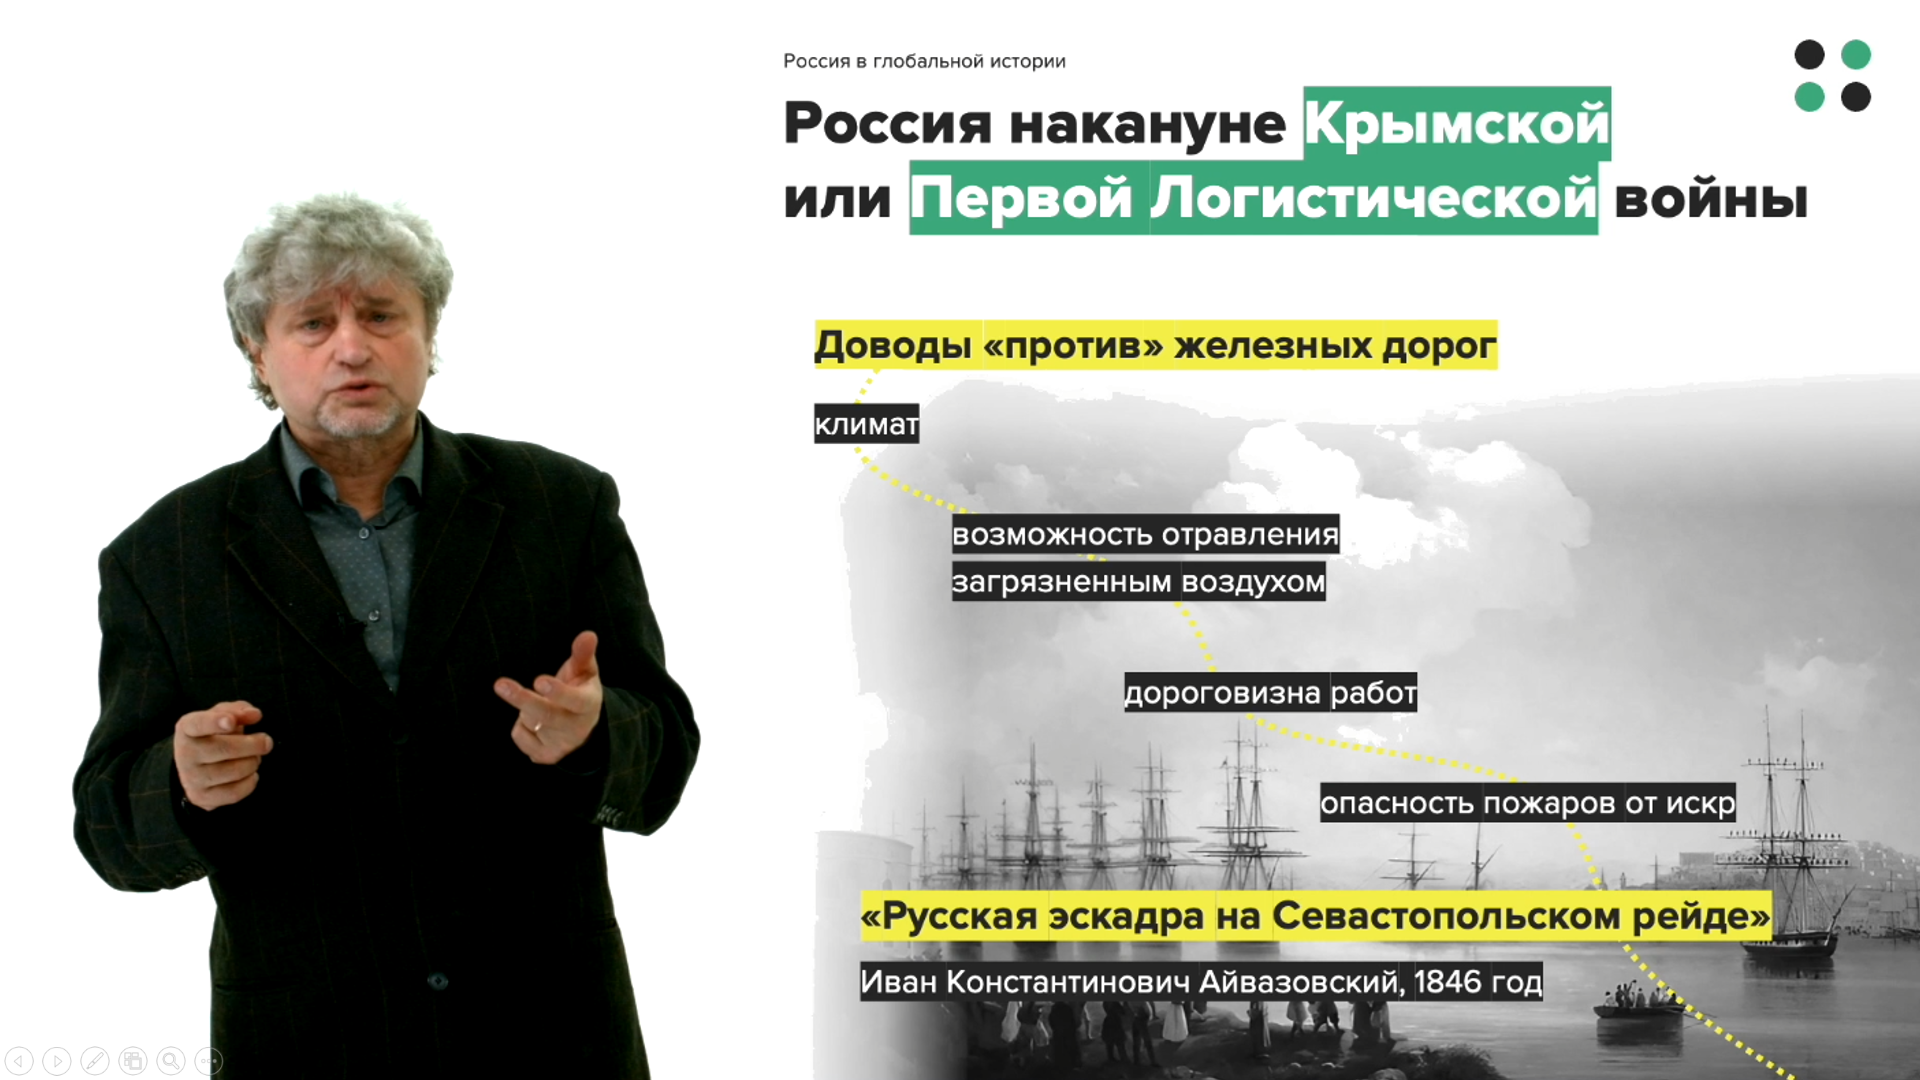 Россия в глобальной истории
Россия накануне Крымской
или Первой Логистической войны
Доводы «против» железных дорог
климат
возможность отравления
загрязненным воздухом
дороговизна работ
опасность пожаров от искр
«Русская эскадра на Севастопольском рейде»
Иван Константинович Айвазовский, 1846 год